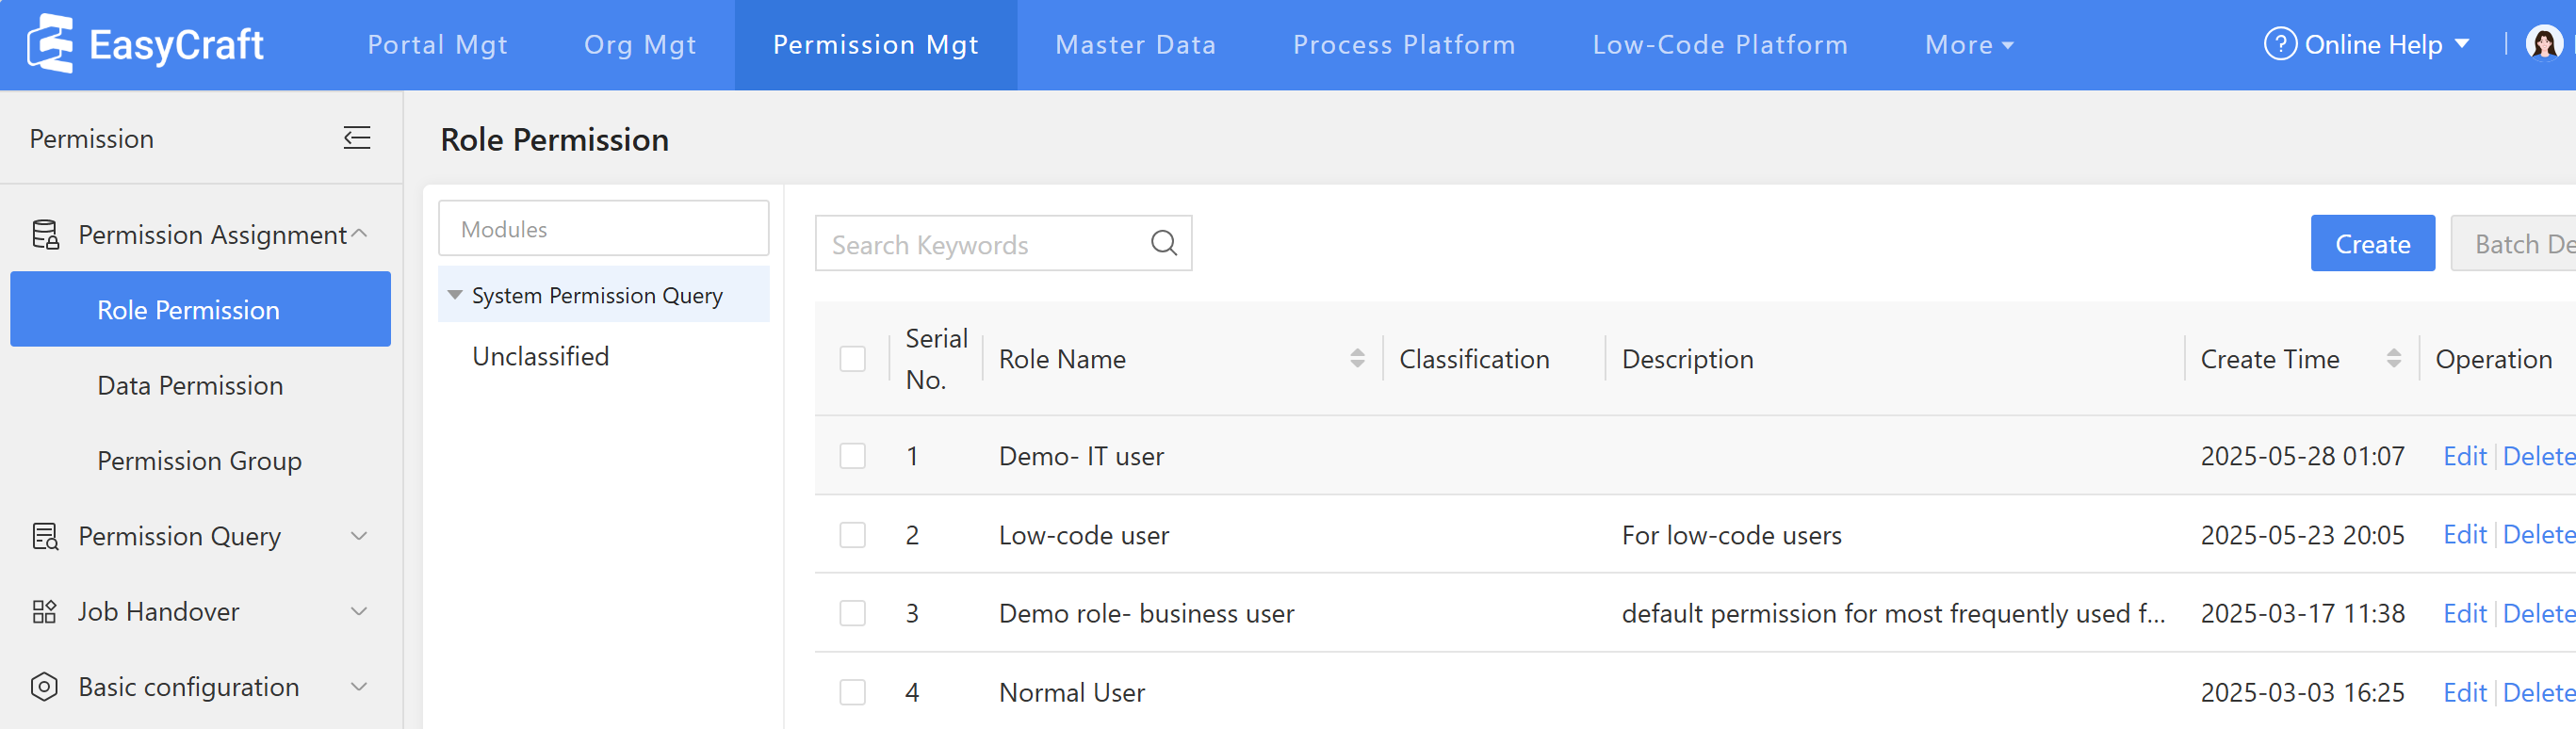 EasyCraft
Portal Mgt
Org Mgt
Permission Mgt
Master Data
Process Platform
Low-Code Platform
More
? Online Help
Permission
Role Permission
Permission Assignment
Role Permission
Data Permission
Permission Group
Permission Query
Job Handover
Basic configuration
Modules
System Permission Query
Unclassified
Search Keywords
Create
Batch De
Serial No. Role Name Classification Description Create Time Operation
1 Demo- IT user 2025-05-28 01:07 Edit Delete
2 Low-code user For low-code users 2025-05-23 20:05 Edit Delete
3 Demo role- business user default permission for most frequently used f... 2025-03-17 11:38 Edit Delete
4 Normal User 2025-03-03 16:25 Edit Delete